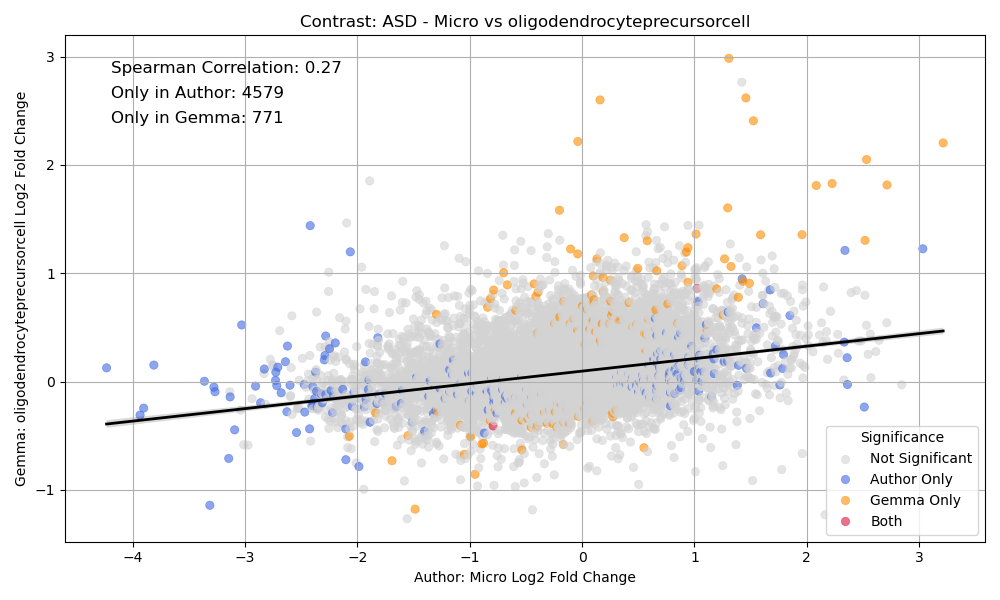 Contrast: ASD - Micro vs oligodendrocyteprecursorcell
Spearman Correlation: 0.27
Only in Author: 4579
Only in Gemma: 771
Gemma: oligodendrocyteprecursorcell Log2 Fold Change
3
2
1
0
−1
Significance
Not Significant
Author Only
Gemma Only
Both
−4 −3 −2 −1 0 1 2 3
Author: Micro Log2 Fold Change